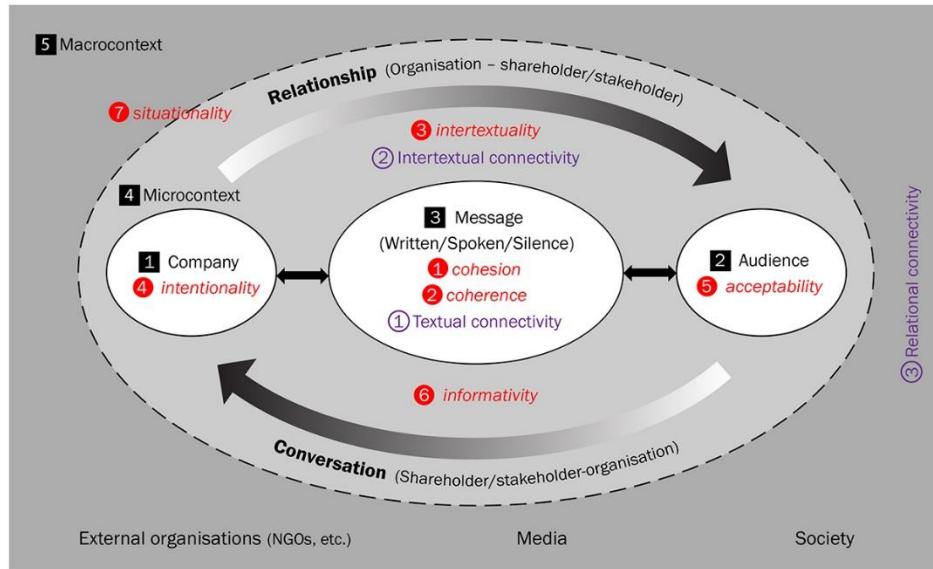 5 Macrocontext
Relationship (Organisation – shareholder/stakeholder)
7 situationality
3 intertextuality
2 Intertextual connectivity
4 Microcontext
3 Message
(Written/Spoken/Silence)
1 Company
4 intentionality
1 cohesion
2 coherence
1 Textual connectivity
2 Audience
5 acceptability
3 Relational connectivity
6 informativity
Conversation (Shareholder/stakeholder-organisation)
External organisations (NGOs, etc.)
Media
Society